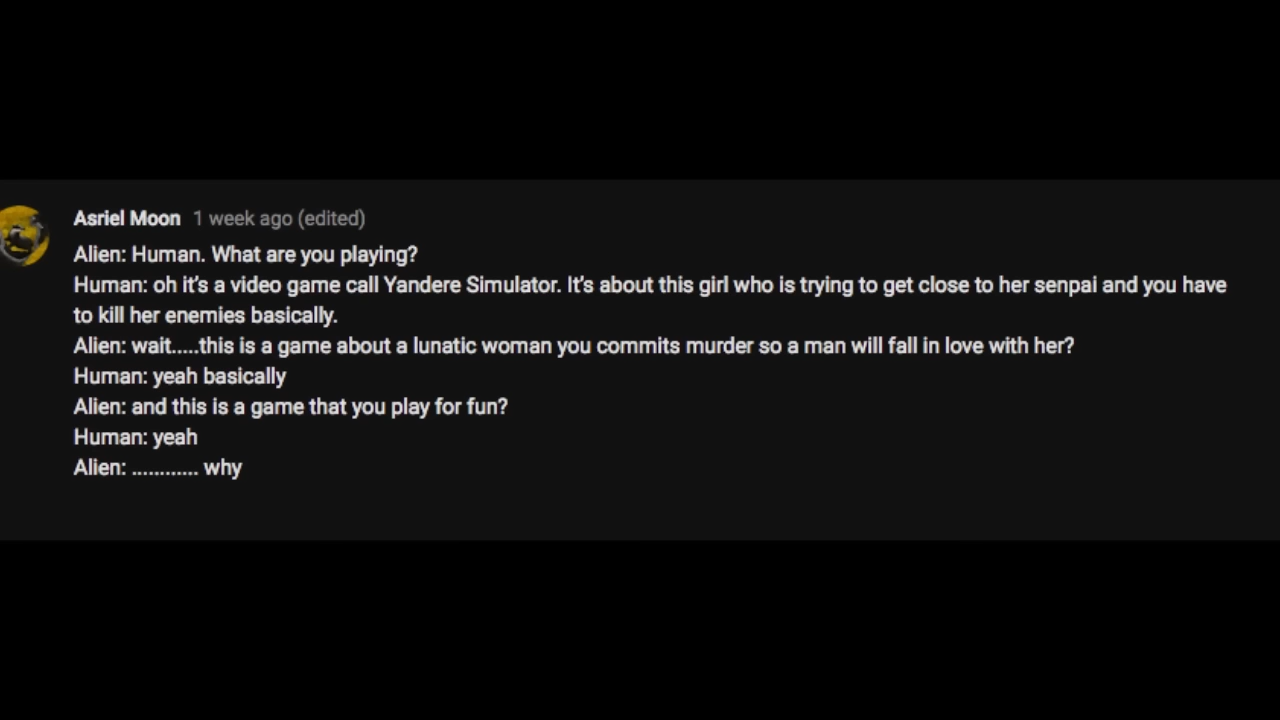 Asriel Moon 1 week ago (edited)
Alien: Human. What are you playing?
Human: oh it's a video game call Yandere Simulator. It's about this girl who is trying to get close to her senpai and you have
to kill her enemies basically.
Alien: wait.....this is a game about a lunatic woman you commits murder so a man will fall in love with her?
Human: yeah basically
Alien: and this is a game that you play for fun?
Human: yeah
Alien: ............ why